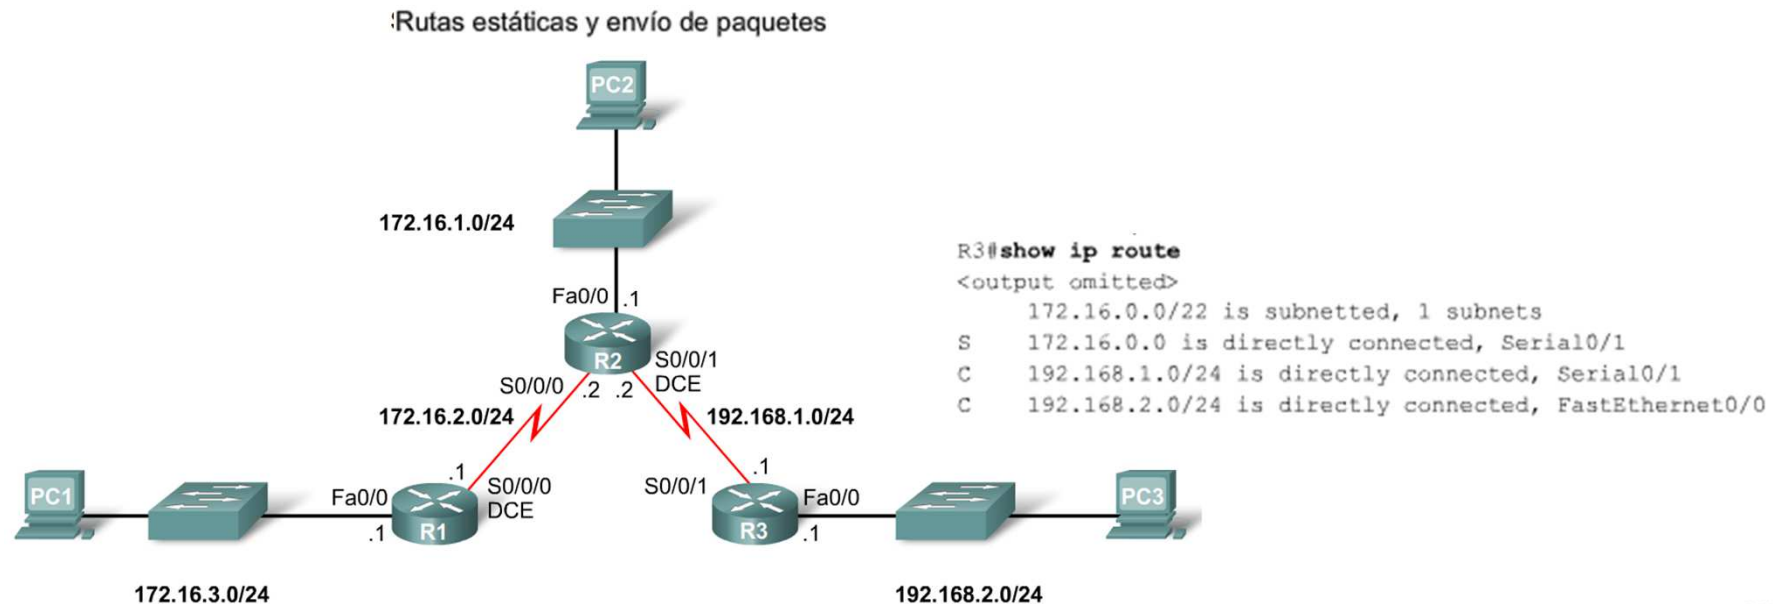 Rutas estáticas y envío de paquetes
PC2
172.16.1.0/24
Fa0/0
.1
R2
S0/0/1
DCE
S0/0/0
.2
.2
172.16.2.0/24
192.168.1.0/24
.1
S0/0/0
DCE
.1
S0/0/1
PC1
Fa0/0
.1
R1
R3
Fa0/0
.1
PC3
172.16.3.0/24
192.168.2.0/24
R3#show ip route
<output omitted>
172.16.0.0/22 is subnetted, 1 subnets
S 172.16.0.0 is directly connected, Serial0/1
C 192.168.1.0/24 is directly connected, Serial0/1
C 192.168.2.0/24 is directly connected, FastEthernet0/0